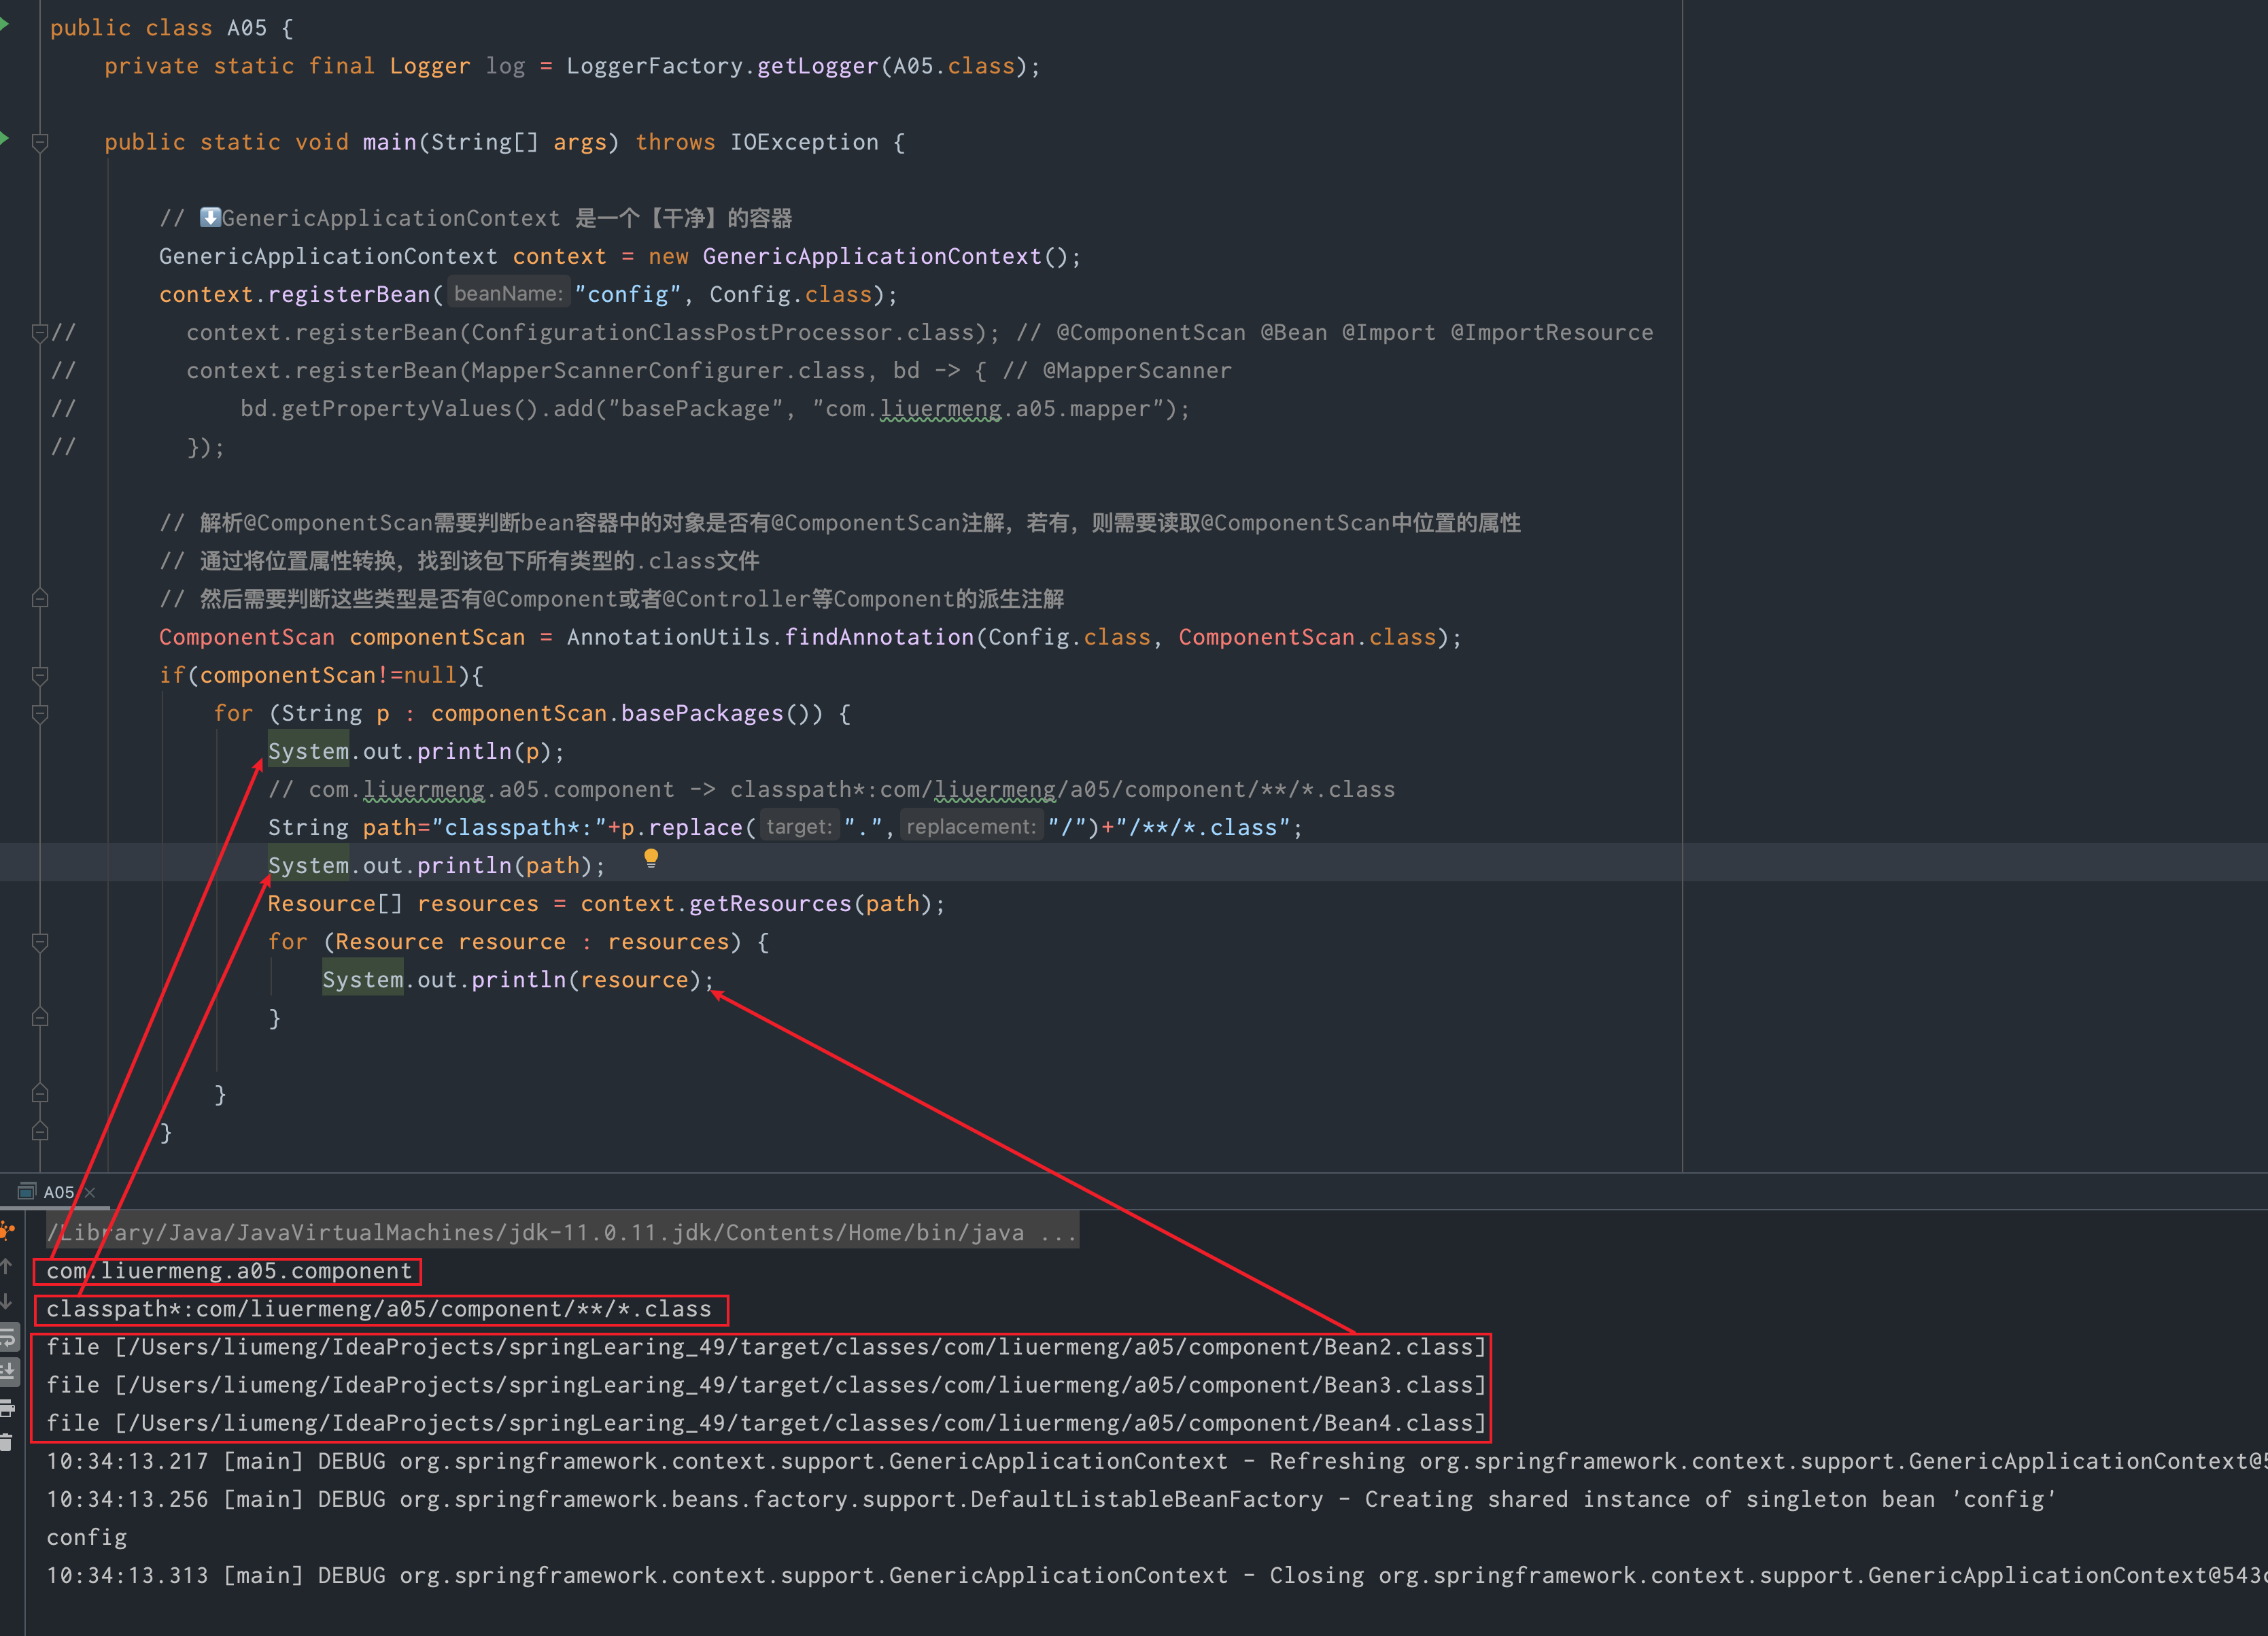 public class A05 {
private static final Logger log = LoggerFactory.getLogger(A05.class);
public static void main(String[] args) throws IOException {
// ⬇️GenericApplicationContext 是一个【干净】的容器
GenericApplicationContext context = new GenericApplicationContext();
context.registerBean( beanName: "config", Config.class);
// context.registerBean(ConfigurationClassPostProcessor.class); // @ComponentScan @Bean @Import @ImportResource
// context.registerBean(MapperScannerConfigurer.class, bd -> { // @MapperScanner
// bd.getPropertyValues().add("basePackage", "com.liuermeng.a05.mapper");
// });
// 解析@ComponentScan需要判断bean容器中的对象是否有@ComponentScan注解，若有，则需要读取@ComponentScan中位置的属性
// 通过将位置属性转换，找到该包下所有类型的.class文件
// 然后需要判断这些类型是否有@Component或者@Controller等Component的派生注解
ComponentScan componentScan = AnnotationUtils.findAnnotation(Config.class, ComponentScan.class);
if(componentScan!=null){
for (String p : componentScan.basePackages()) {
System.out.println(p);
// com.liuermeng.a05.component -> classpath*:com/liuermeng/a05/component/**/*.class
String path="classpath*:"+p.replace( target: ".", replacement: "/")+"/**/*.class";
System.out.println(path);
Resource[] resources = context.getResources(path);
for (Resource resource : resources) {
System.out.println(resource);
}
}
}
A05
/Library/Java/JavaVirtualMachines/jdk-11.0.11.jdk/Contents/Home/bin/java ...
com.liuermeng.a05.component
classpath*:com/liuermeng/a05/component/**/*.class
file [/Users/liumeng/IdeaProjects/springLearing_49/target/classes/com/liuermeng/a05/component/Bean2.class]
file [/Users/liumeng/IdeaProjects/springLearing_49/target/classes/com/liuermeng/a05/component/Bean3.class]
file [/Users/liumeng/IdeaProjects/springLearing_49/target/classes/com/liuermeng/a05/component/Bean4.class]
10:34:13.217 [main] DEBUG org.springframework.context.support.GenericApplicationContext - Refreshing org.springframework.context.support.GenericApplicationContext@5
10:34:13.256 [main] DEBUG org.springframework.beans.factory.support.DefaultListableBeanFactory - Creating shared instance of singleton bean 'config'
config
10:34:13.313 [main] DEBUG org.springframework.context.support.GenericApplicationContext - Closing org.springframework.context.support.GenericApplicationContext@543c